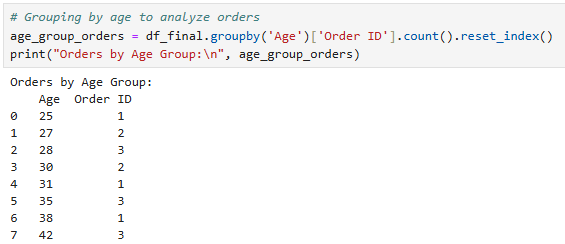 # Grouping by age to analyze orders
age_group_orders = df_final.groupby('Age')['Order ID'].count().reset_index()
print("Orders by Age Group:\n", age_group_orders)
Orders by Age Group:
    Age  Order ID
0   25         1
1   27         2
2   28         3
3   30         2
4   31         1
5   35         3
6   38         1
7   42         3